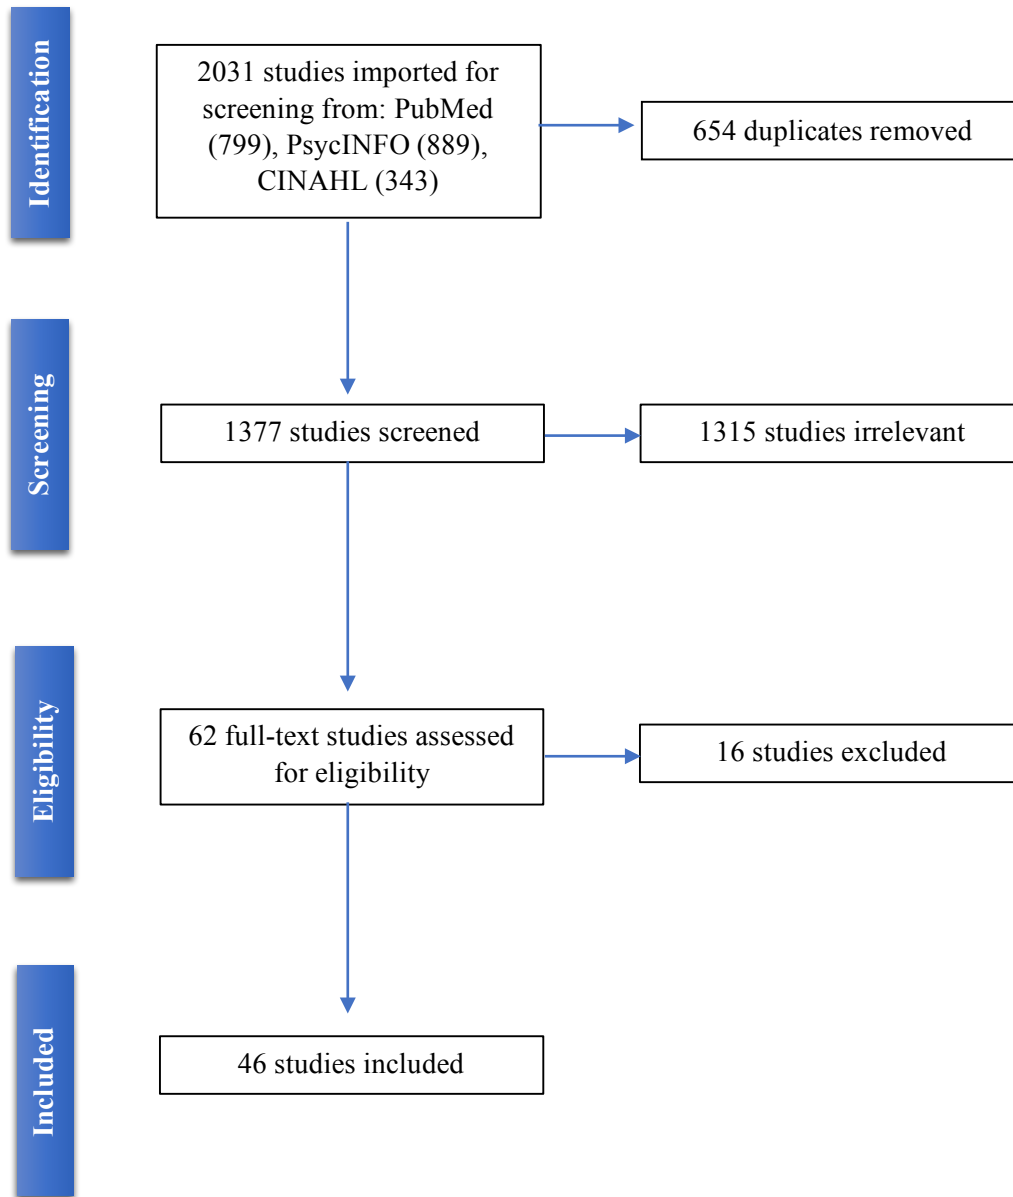 Identification
2031 studies imported for
screening from: PubMed
(799), PsycINFO (889),
CINAHL (343)
654 duplicates removed
Screening
1377 studies screened
1315 studies irrelevant
Eligibility
62 full-text studies assessed
for eligibility
16 studies excluded
Included
46 studies included